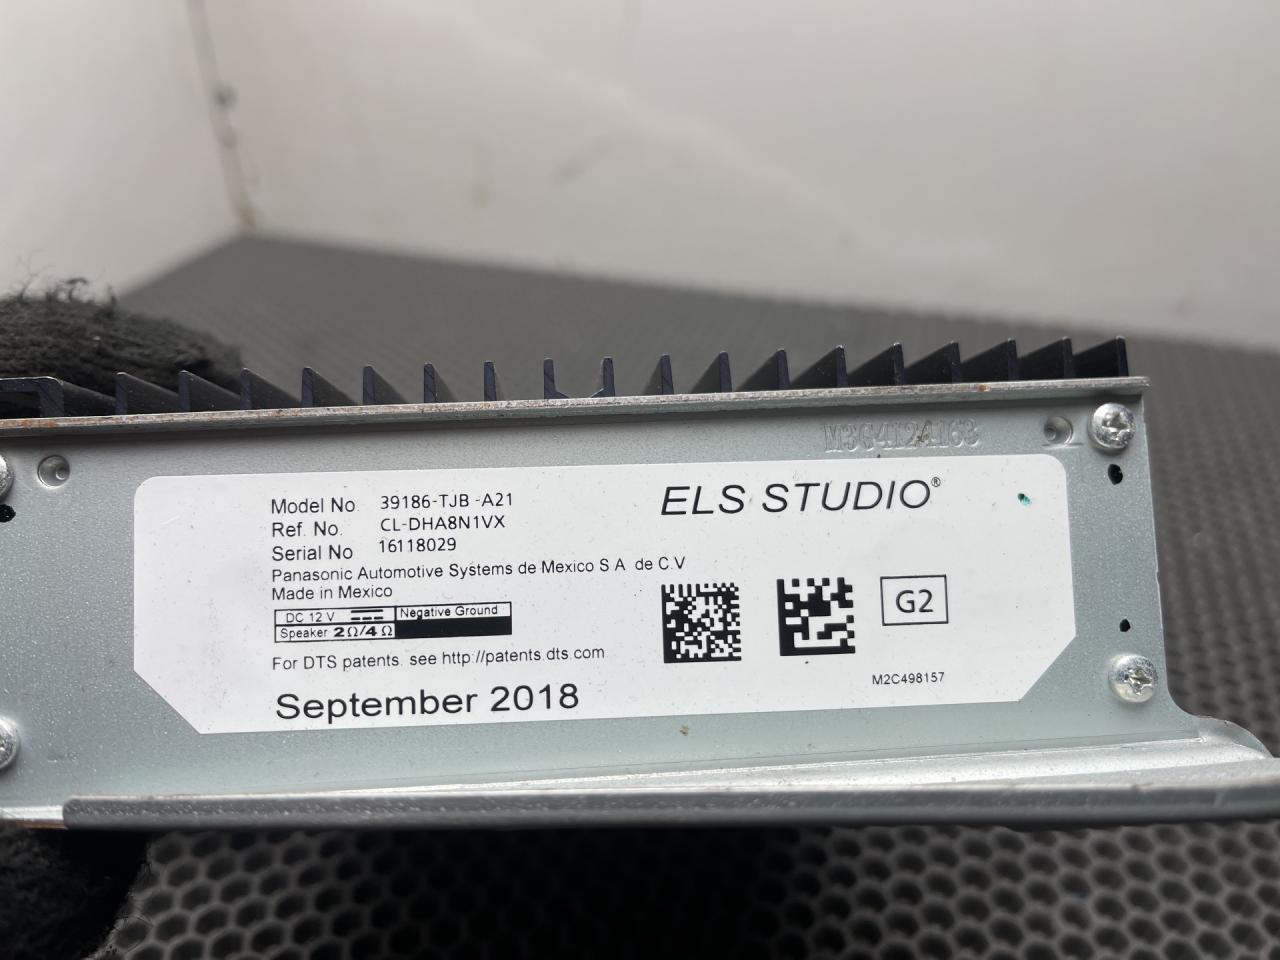 M3G4124163
Model No 39186-TJB -A21
ELS STUDIO®
Ref. No. CL-DHA8N1VX
Serial No 16118029
Panasonic Automotive Systems de Mexico S A de C.V
Made in Mexico
DC 12 V Negative Ground
Speaker 2Ω/4Ω
G2
For DTS patents. see http://patents.dts.com
M2C498157
September 2018